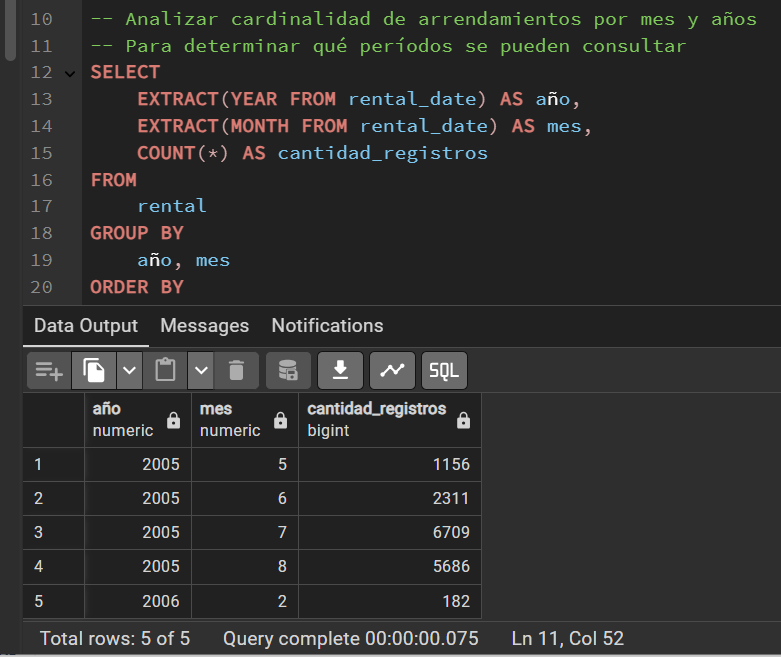 10 -- Analizar cardinalidad de arrendamientos por mes y años
11 -- Para determinar qué períodos se pueden consultar
12 SELECT
13 EXTRACT(YEAR FROM rental_date) AS año,
14 EXTRACT(MONTH FROM rental_date) AS mes,
15 COUNT(*) AS cantidad_registros
16 FROM
17 rental
18 GROUP BY
19 año, mes
20 ORDER BY
Data Output Messages Notifications
SQL
año mes cantidad_registros
numeric numeric bigint
1 2005 5 1156
2 2005 6 2311
3 2005 7 6709
4 2005 8 5686
5 2006 2 182
Total rows: 5 of 5 Query complete 00:00:00.075 Ln 11, Col 52